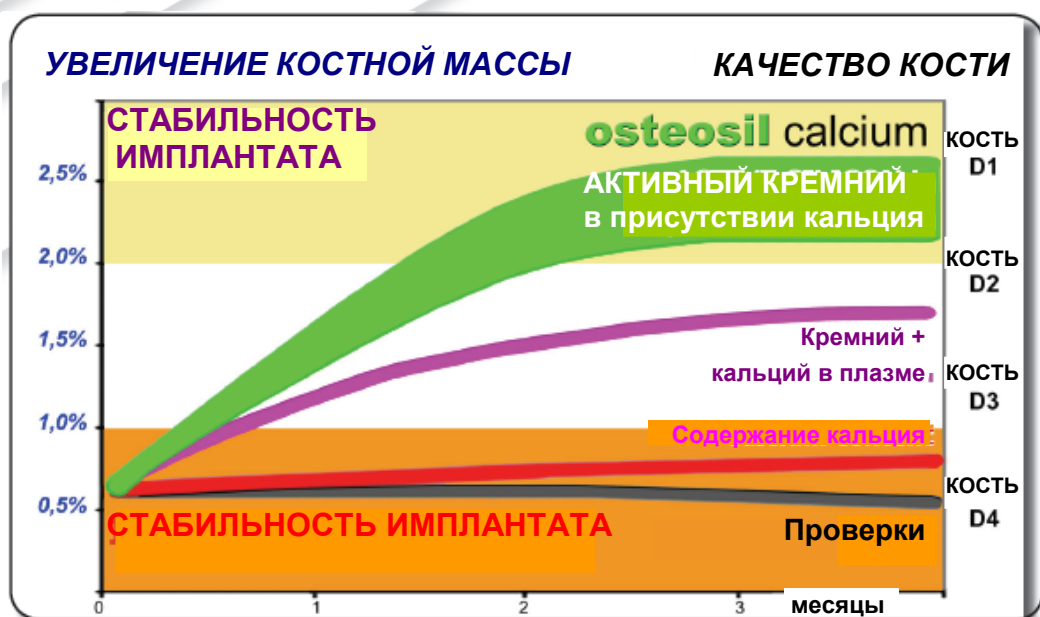 УВЕЛИЧЕНИЕ КОСТНОЙ МАССЫ
КАЧЕСТВО КОСТИ
СТАБИЛЬНОСТЬ
ИМПЛАНТАТА
osteosil calcium
КОСТЬ
D1
2,5%
АКТИВНЫЙ КРЕМНИЙ
в присутствии кальция
2,0%
КОСТЬ
D2
1,5%
Кремний +
кальций в плазме
КОСТЬ
D3
1,0%
Содержание кальция
КОСТЬ
D4
0,5%
СТАБИЛЬНОСТЬ ИМПЛАНТАТА
Проверки
0 1 2 3 месяцы